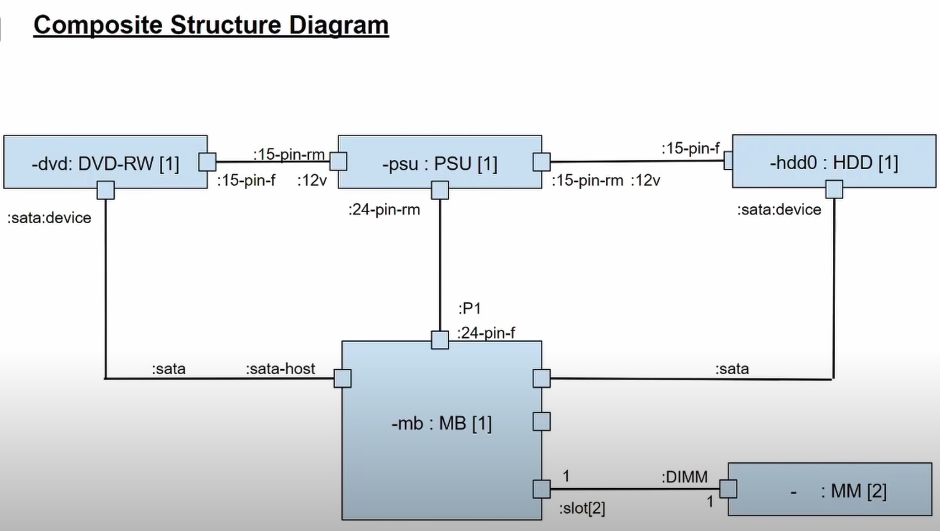 Composite Structure Diagram
-dvd: DVD-RW [1]
:15-pin-rm
-psu : PSU [1]
:15-pin-f
-hdd0 : HDD [1]
:15-pin-f
:12v
:15-pin-rm :12v
:sata:device
:24-pin-rm
:sata:device
:P1
:24-pin-f
:sata
:sata-host
:sata
-mb : MB [1]
1
:DIMM
:slot[2]
1
- : MM [2]